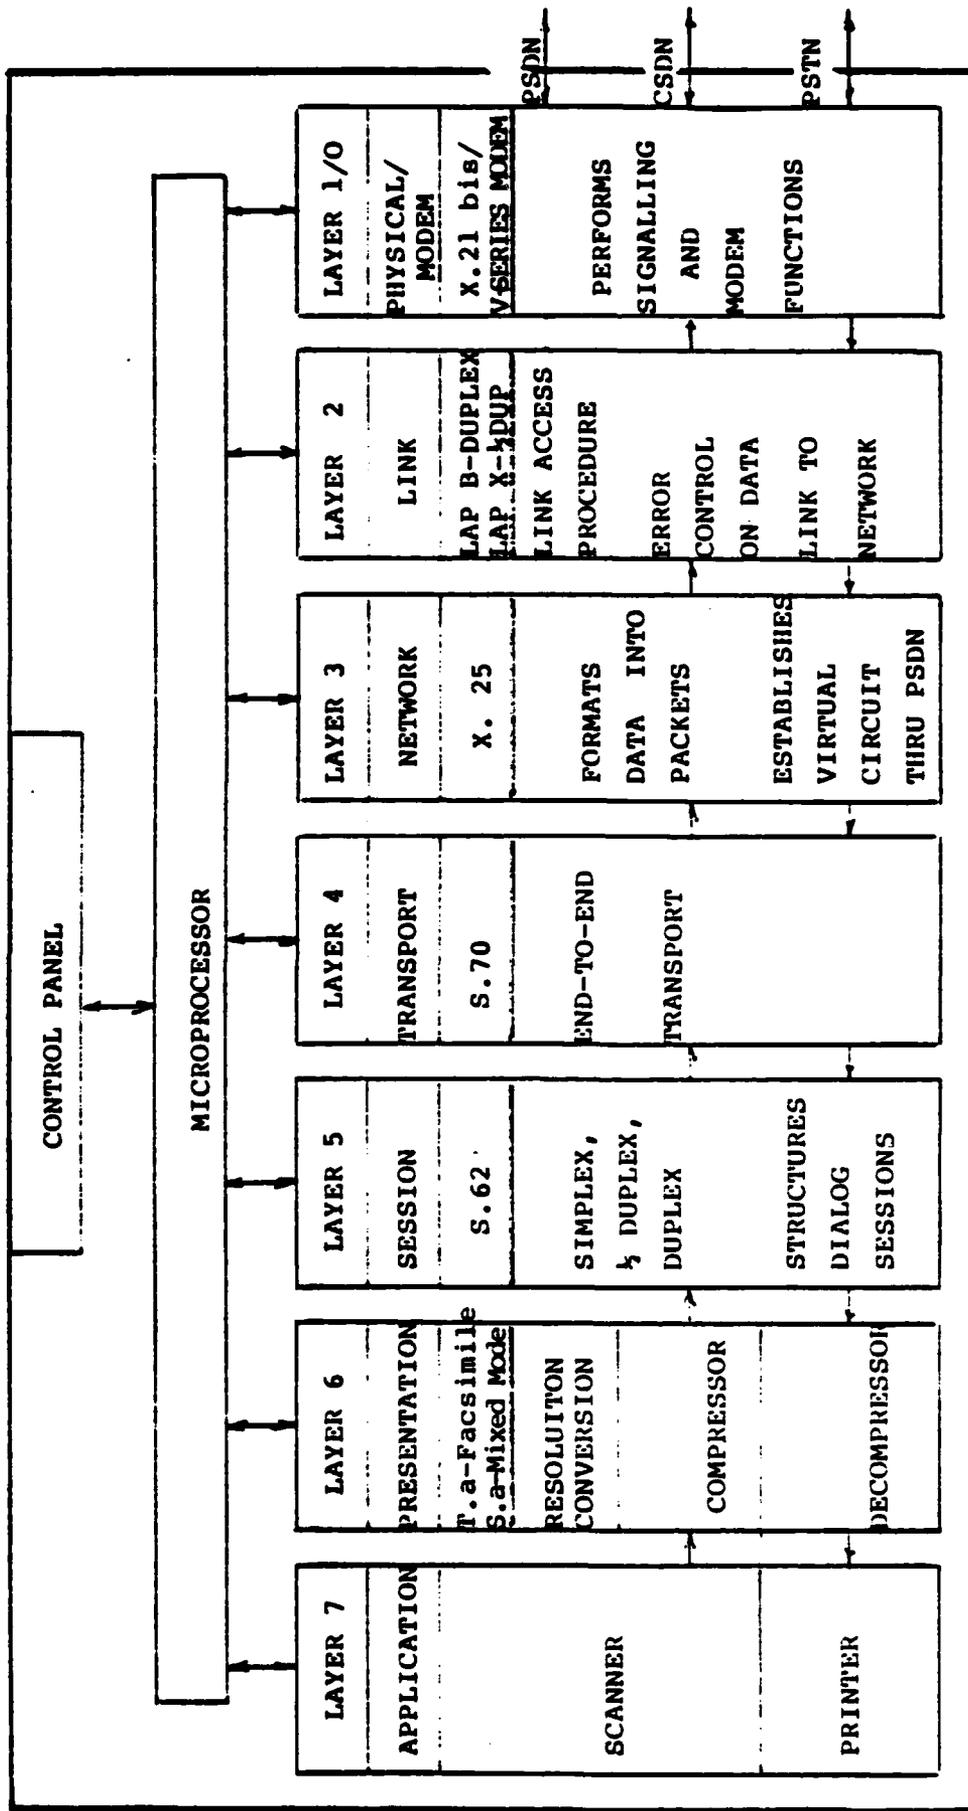 CONTROL PANEL
MICROPROCESSOR
LAYER 7
APPLICATION
SCANNER
PRINTER
LAYER 6
PRESENTATION
T.a-Facsimile
S.a-Mixed Mode
RESOLUITON
CONVERSION
COMPRESSOR
DECOMPRESSOR
LAYER 5
SESSION
S.62
SIMPLEX,
½ DUPLEX,
DUPLEX
STRUCTURES
DIALOG
SESSIONS
LAYER 4
TRANSPORT
S.70
END-TO-END
TRANSPORT
LAYER 3
NETWORK
X. 25
FORMATS
DATA INTO
PACKETS
ESTABLISHES
VIRTUAL
CIRCUIT
THRU PSDN
LAYER 2
LINK
LAP B-DUPLEX
LAP X-½DUP
LINK ACCESS
PROCEDURE
ERROR
CONTROL
ON DATA
LINK TO
NETWORK
LAYER 1/0
PHYSICAL/
MODEM
X.21 bis/
V-SERIES MODEM
PERFORMS
SIGNALLING
AND
MODEM
FUNCTIONS
PSDN
CSDN
PSTN